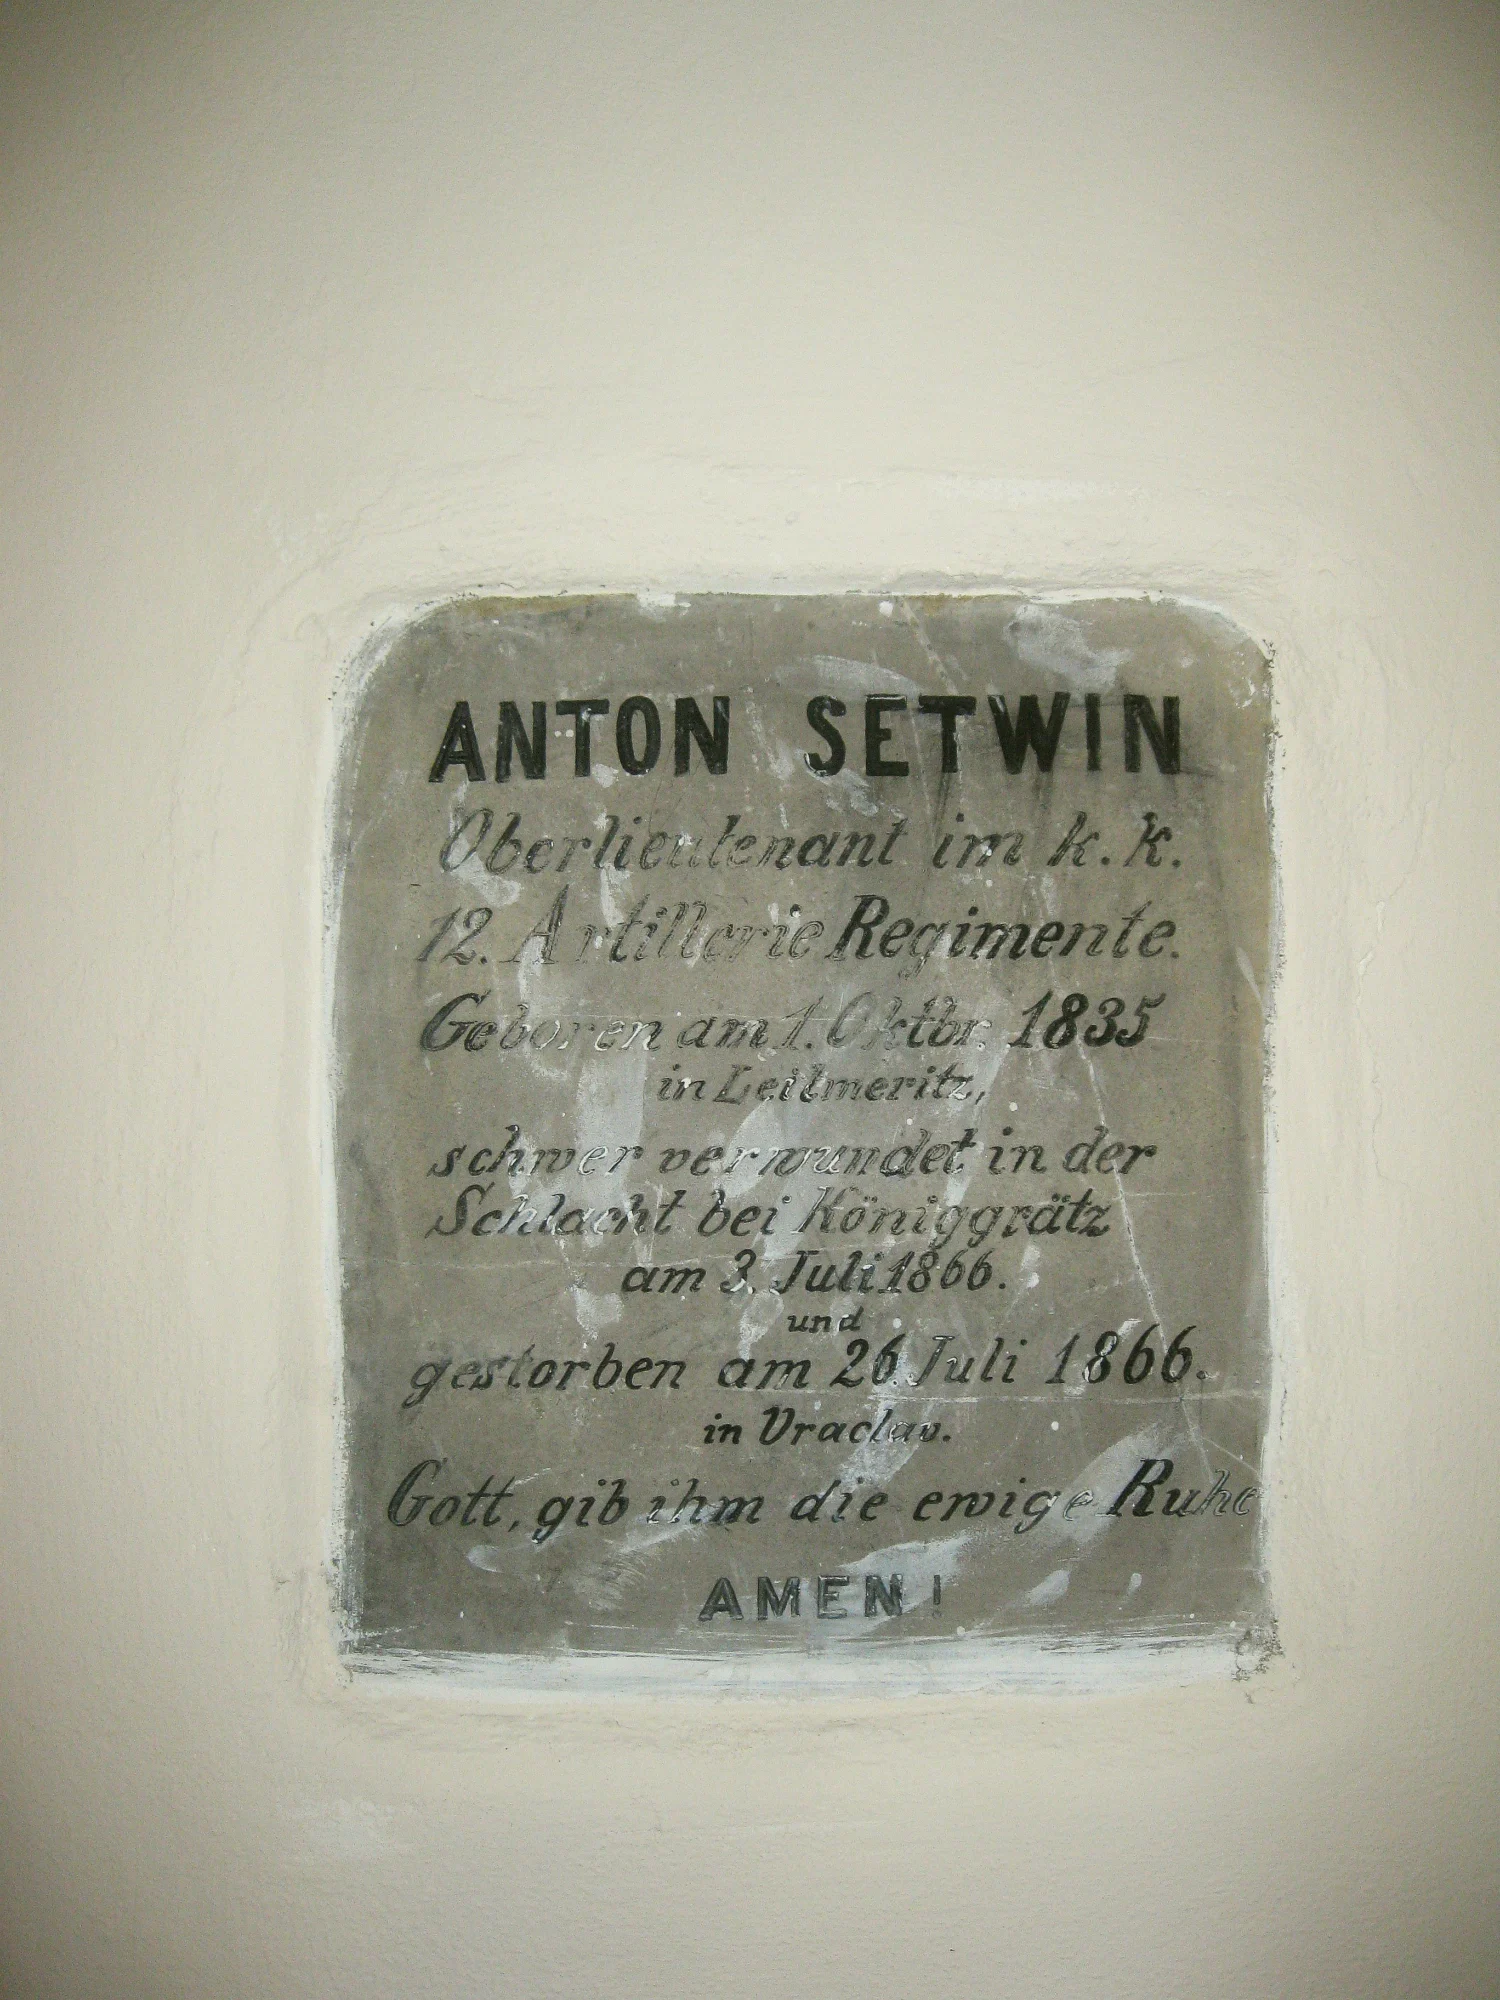 ANTON SETWIN
Oberlieutenant im k.k.
12. Artillerie Regimente.
Geboren am 1. Oktbr. 1835
in Leitmeritz,
schwer verwundet in der
Schlacht bei Königgrätz
am 3. Juli 1866.
und
gestorben am 26 Juli 1866.
in Vraclav.
Gott, gib ihm die ewige Ruhe
AMEN!